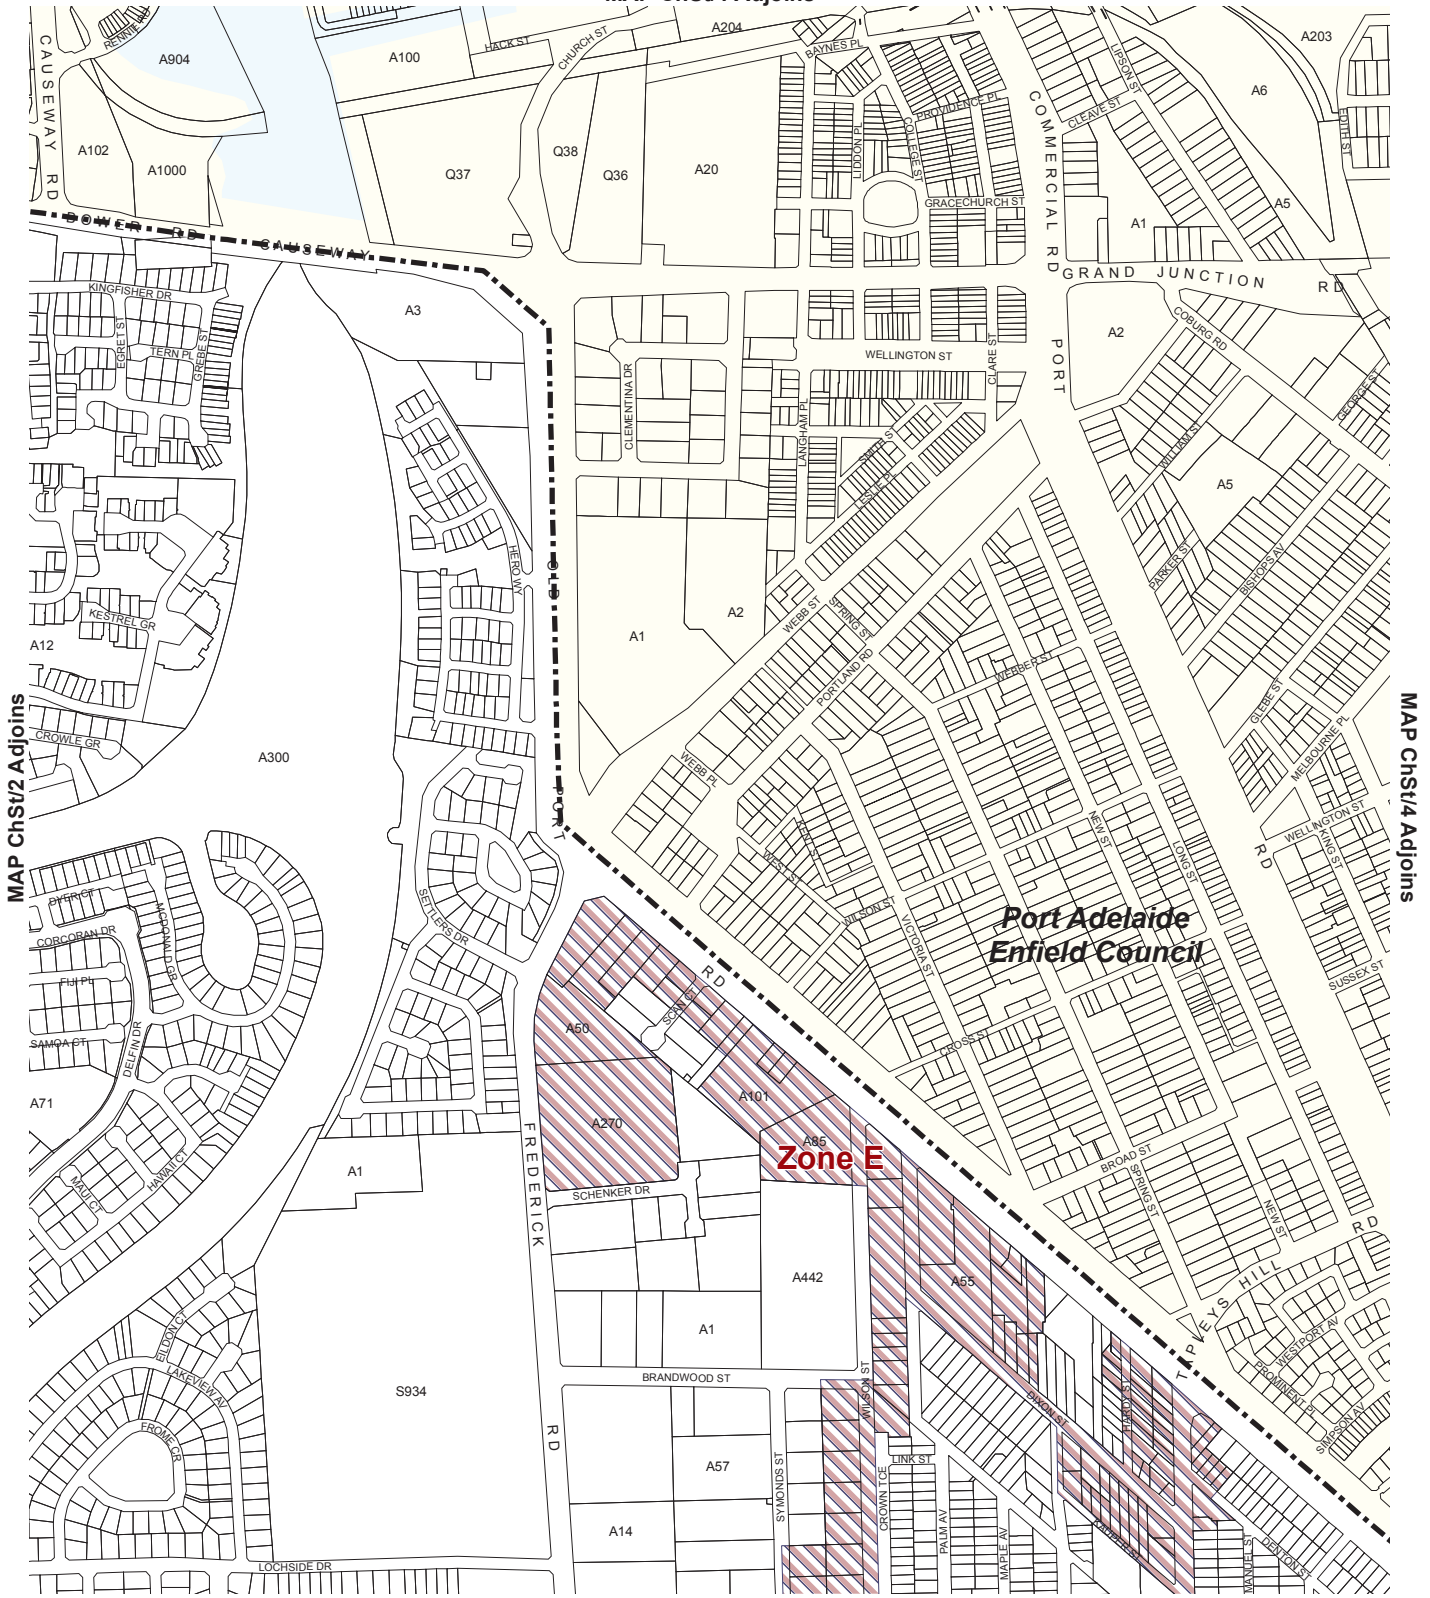 RENNIE RD
CAUSEWAY RD
A904
A100
HACK ST
CHURCH ST
A204
BAYNES PL
LIPSON ST
A203
A6
EDITH ST
CLEAVE ST
PROVIDENCE PL
COLLEGE ST
LIDDON PL
COMMERCIAL RD
A102
A1000
Q37
Q38
Q36
A20
GRACECHURCH ST
A1
A5
BOWER RD
CAUSEWAY
GRAND JUNCTION RD
KINGFISHER DR
EGRET ST
TERN PL
GREBE ST
A3
CLEMENTINA DR
WELLINGTON ST
CLARE ST
PORT
A2
COBURG RD
GEORGE ST
LANGHAM PL
SMITH S
LESLIE PL
WILLIAM ST
A5
PARKER ST
BISHOPS AV
HERO WY
OLD
KESTREL GR
A12
CROWLE GR
A1
A2
WEBB ST
SPRING ST
PORTLAND RD
WEBBER ST
GLEBE ST
MELBOURNE PL
MAP ChSt/2 Adjoins
MAP ChSt/4 Adjoins
A300
WEBB PL
PORT
KENT ST
WEST ST
NEW ST
LONG ST
WELLINGTON ST
KING ST
RD
DYER CT
MCDONALD GR
CORCORAN DR
FIJI PL
SAMOA CT
DELFIN DR
SETTLERS DR
WILSON ST
VICTORIA ST
Port Adelaide
Enfield Council
SUSSEX ST
RD
SCAN CT
A50
CROSS ST
A71
A270
A101
A85
Zone E
HAWAII CT
MAUI CT
A1
FREDERICK
SCHENKER DR
BROAD ST
SPRING ST
NEW ST
RD
A442
A55
TAPLEYS HILL
A1
EILDON CT
LAKEVIEW AV
FROME CR
S934
BRANDWOOD ST
WILSON ST
DIXON ST
HARDY ST
WESTPORT AV
PROMINENT PL
SIMPSON AV
RD
A57
SYMONDS ST
LINK ST
CROWN TCE
PALM AV
MAPLE AV
KAPPER ST
MANUEL ST
DENTON ST
A14
LOCHSIDE DR